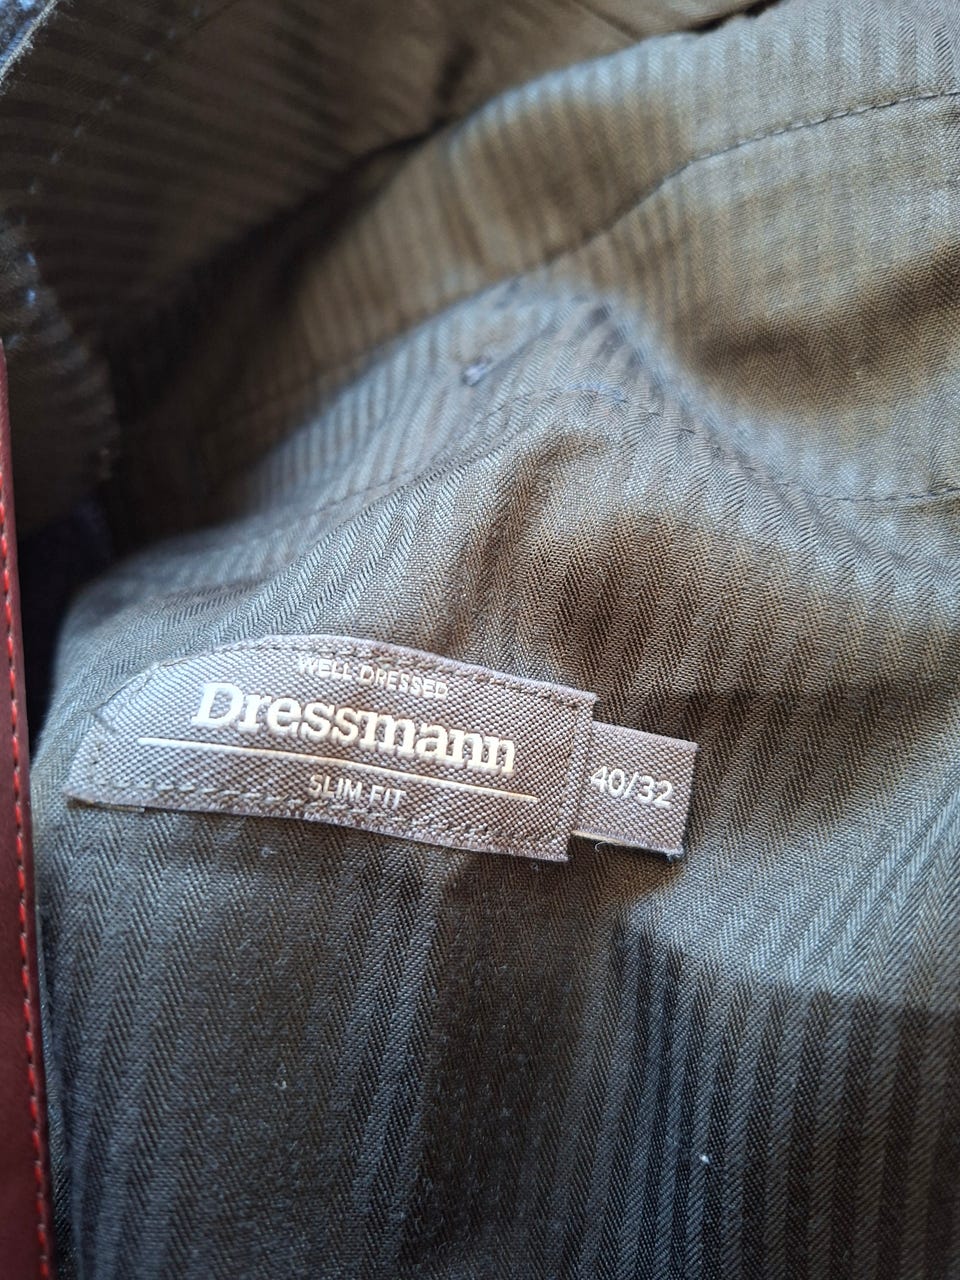 WELL DRESSED
Dressmann
SLIM FIT
40/32